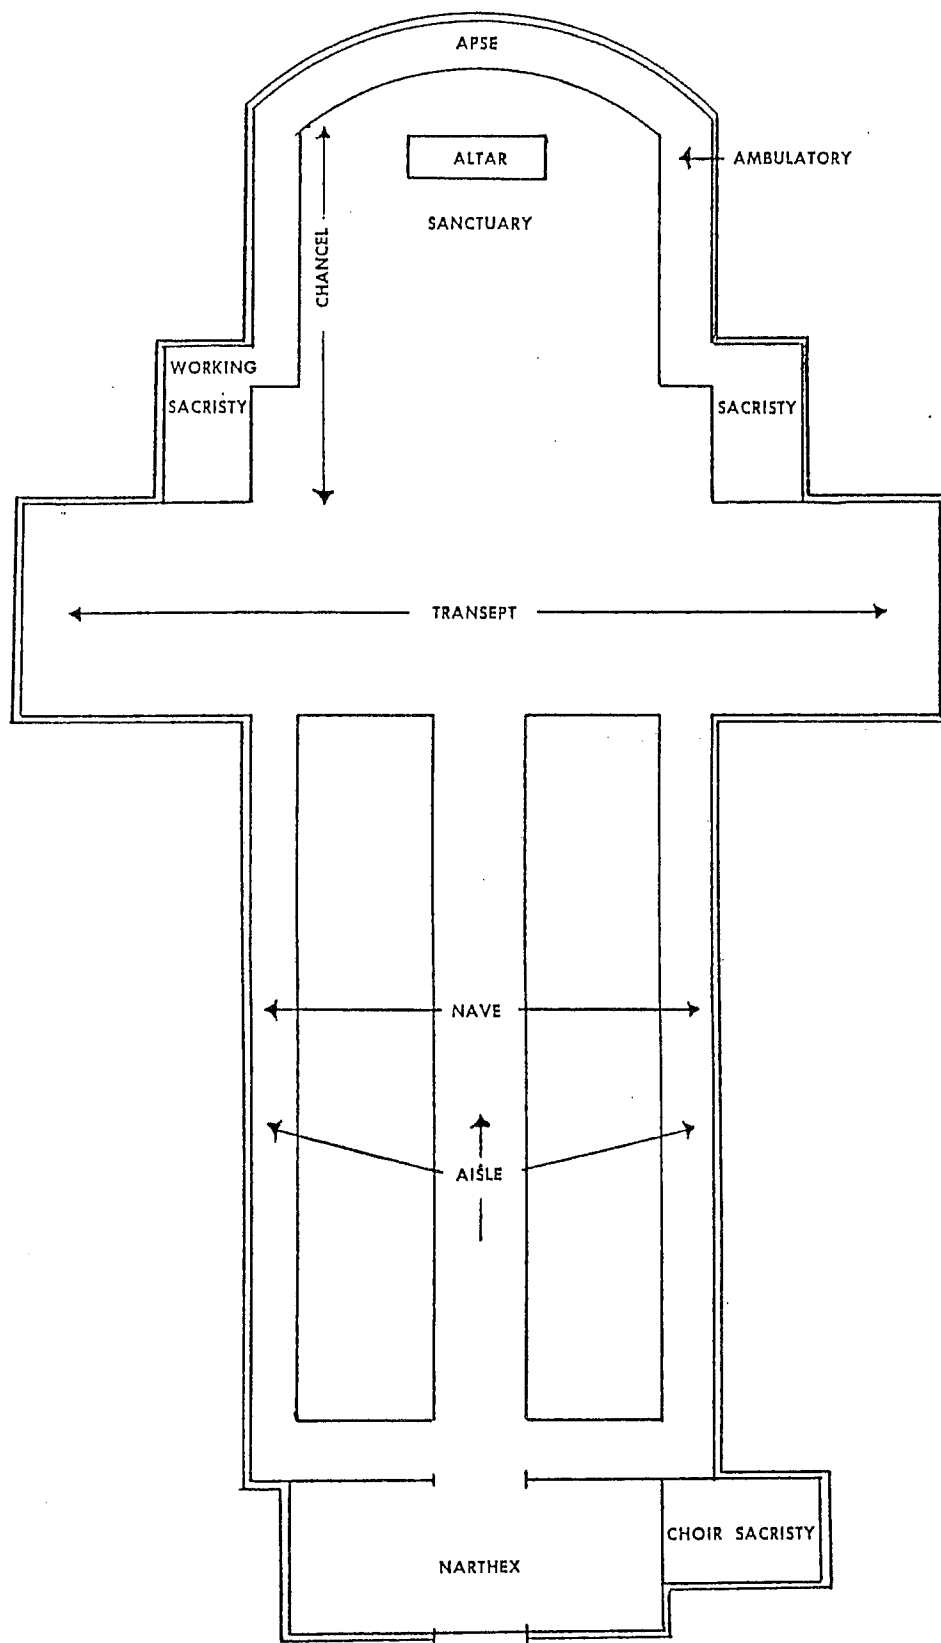 APSE
ALTAR
AMBULATORY
SANCTUARY
CHANCEL
WORKING
SACRISTY
SACRISTY
TRANSEPT
NAVE
AISLE
CHOIR SACRISTY
NARTHEX